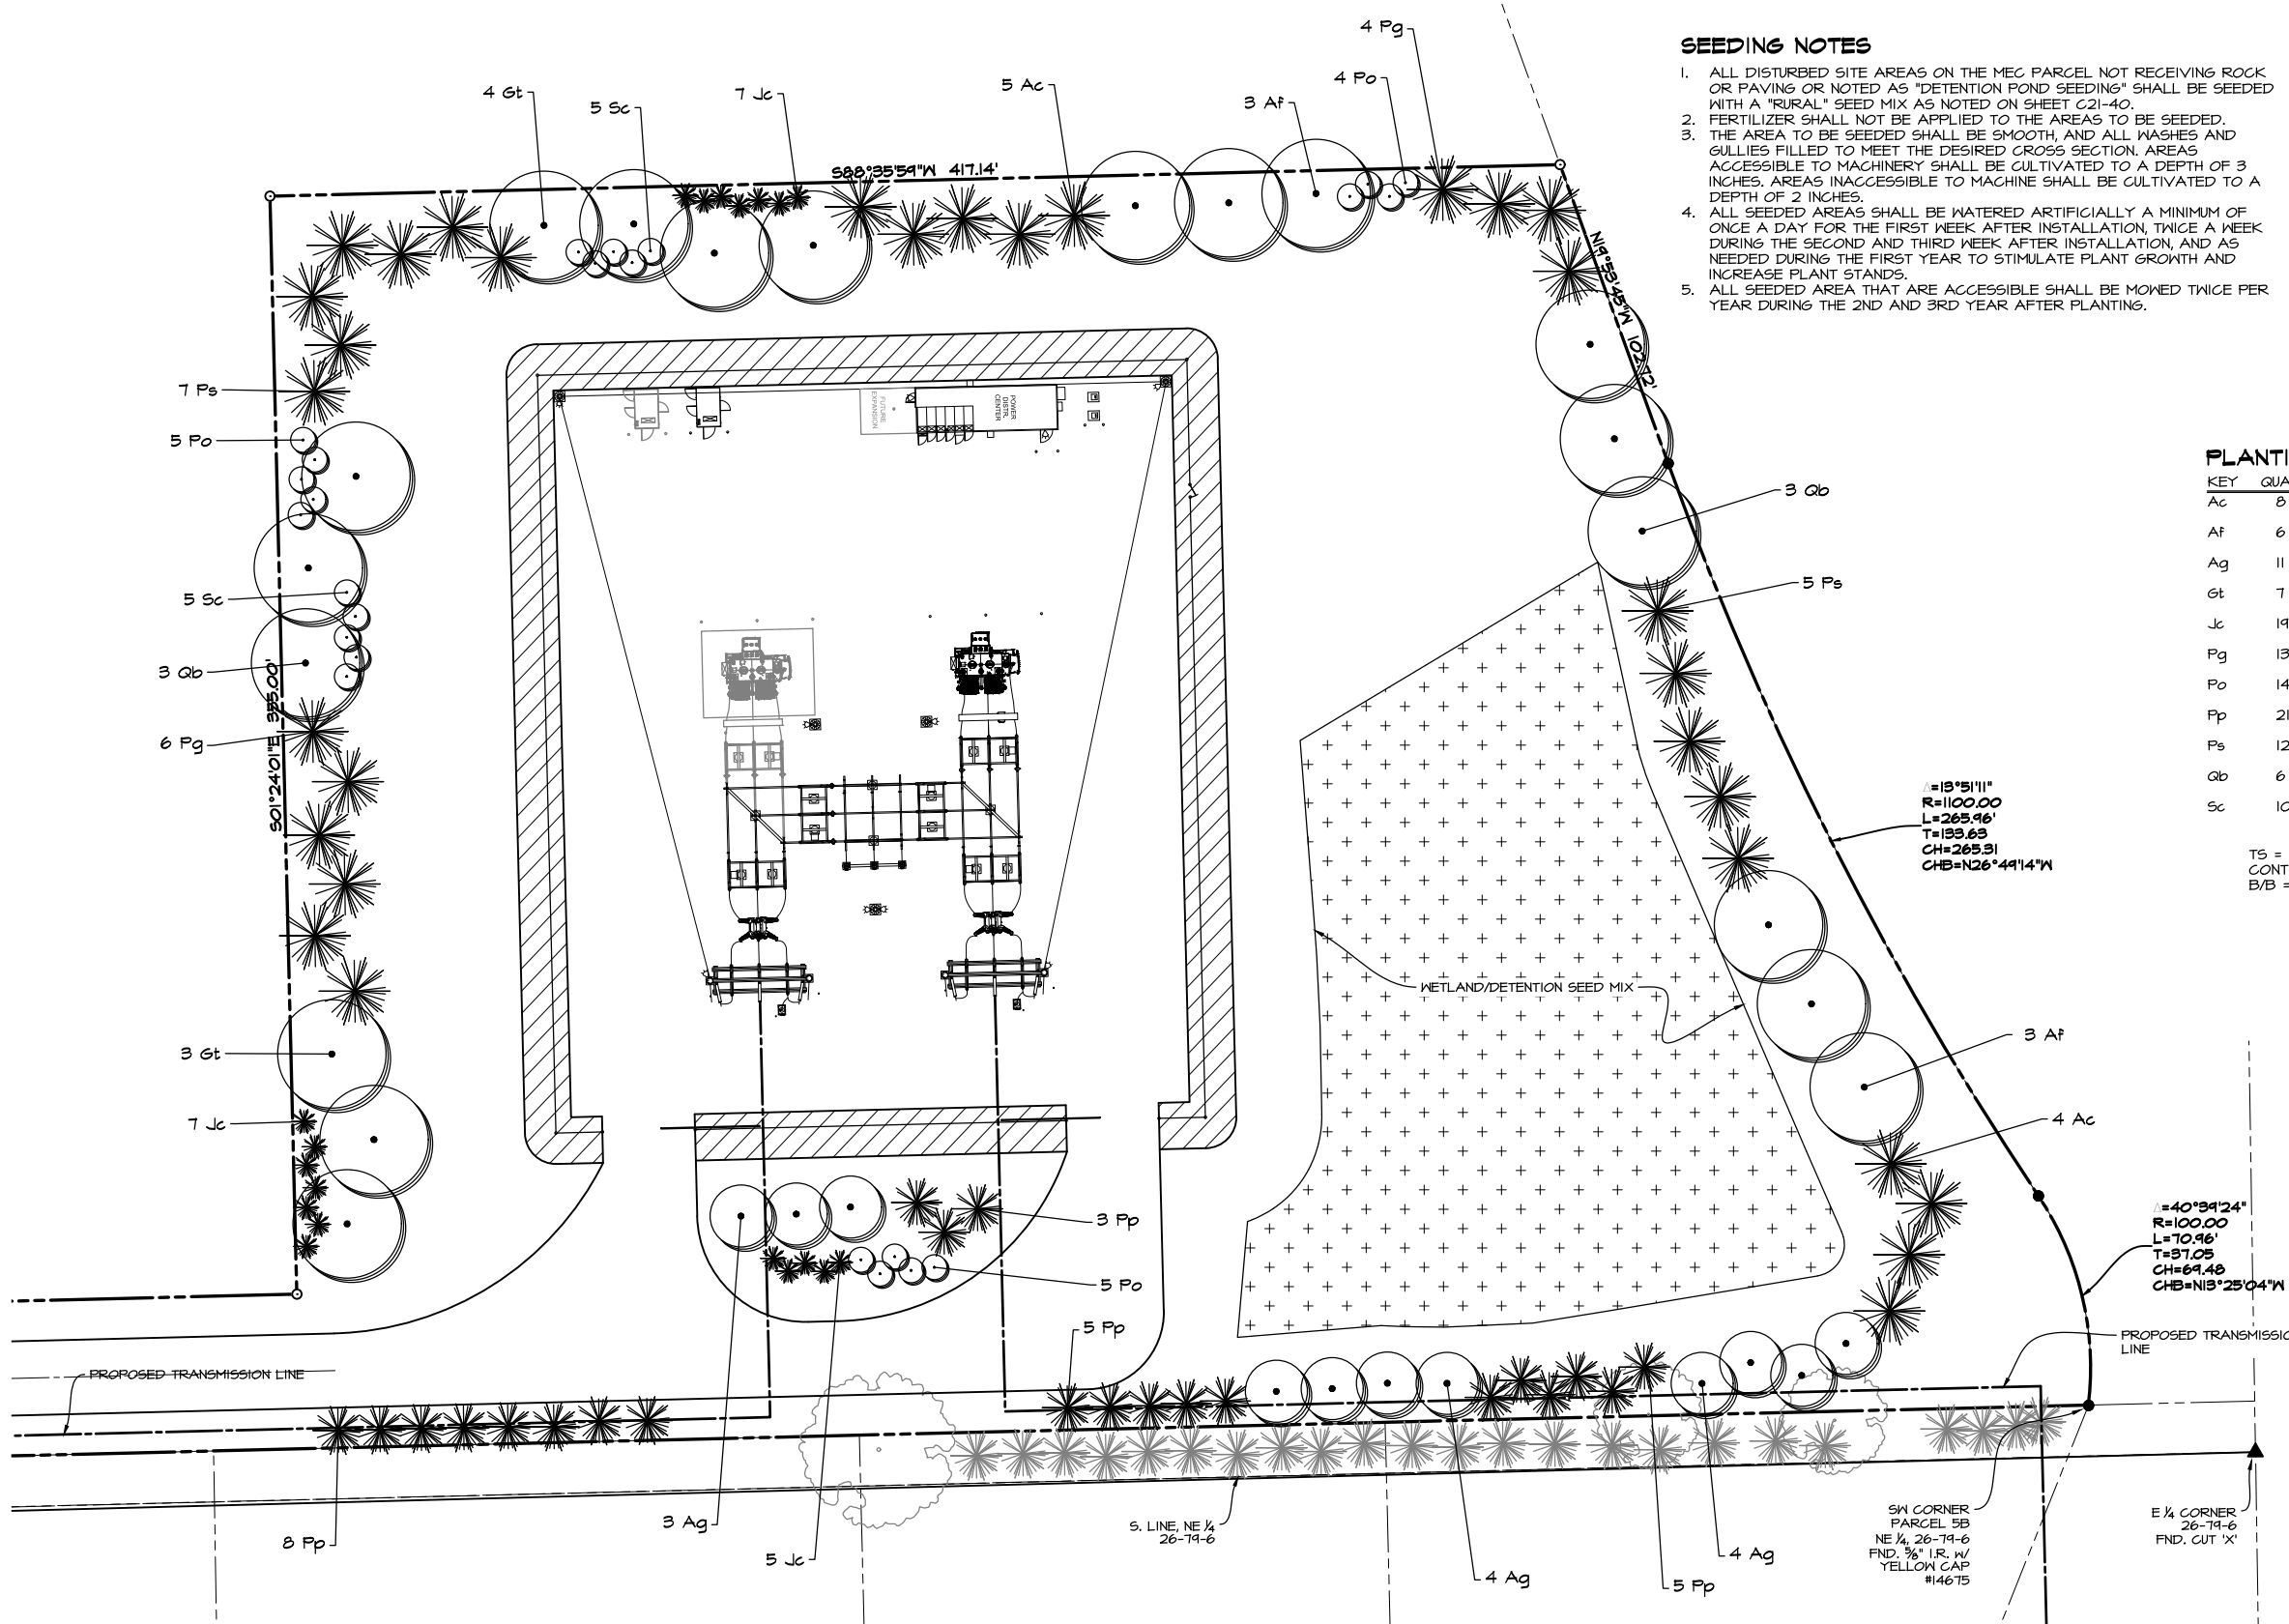 4 Pg
4 Po
4 Gt
5 Sc
7 Jc
5 Ac
3 Af
S88°35'59"W 417.14'
SEEDING NOTES
1. ALL DISTURBED SITE AREAS ON THE MEC PARCEL NOT RECEIVING ROCK
OR PAVING OR NOTED AS "DETENTION POND SEEDING" SHALL BE SEEDED
WITH A "RURAL" SEED MIX AS NOTED ON SHEET C21-40.
2. FERTILIZER SHALL NOT BE APPLIED TO THE AREAS TO BE SEEDED.
3. THE AREA TO BE SEEDED SHALL BE SMOOTH, AND ALL WASHES AND
GULLIES FILLED TO MEET THE DESIRED CROSS SECTION. AREAS
ACCESSIBLE TO MACHINERY SHALL BE CULTIVATED TO A DEPTH OF 3
INCHES. AREAS INACCESSIBLE TO MACHINE SHALL BE CULTIVATED TO A
DEPTH OF 2 INCHES.
4. ALL SEEDED AREAS SHALL BE WATERED ARTIFICIALLY A MINIMUM OF
ONCE A DAY FOR THE FIRST WEEK AFTER INSTALLATION, TWICE A WEEK
DURING THE SECOND AND THIRD WEEK AFTER INSTALLATION, AND AS
NEEDED DURING THE FIRST YEAR TO STIMULATE PLANT GROWTH AND
INCREASE PLANT STANDS.
5. ALL SEEDED AREA THAT ARE ACCESSIBLE SHALL BE MOWED TWICE PER
YEAR DURING THE 2ND AND 3RD YEAR AFTER PLANTING.
N19°53'45"W 102.72'
7 Ps
5 Po
5 Sc
3 Qb
6 Pg
S01°24'01"E 355.00'
3 Gt
7 Jc
FUTURE
EXPANSION
POWER
DISTR.
CENTER
3 Qb
5 Ps
PLANTI
KEY QUA
Ac 8
Af 6
Ag 11
Gt 7
Jc 19
Pg 13
Po 14
Pp 21
Ps 12
Qb 6
Sc 10
TS =
CONT
B/B =
Δ=13°51'11"
R=1100.00
L=265.96'
T=133.63
CH=265.31
CHB=N26°49'14"W
WETLAND/DETENTION SEED MIX
3 Af
4 Ac
Δ=40°39'24"
R=100.00
L=70.96'
T=37.05
CH=69.48
CHB=N13°25'04"W
3 Pp
5 Po
5 Pp
PROPOSED TRANSMISSION LINE
PROPOSED TRANSMISSIO
LINE
8 Pp
3 Ag
5 Jc
S. LINE, NE ¼
26-79-6
4 Ag
5 Pp
4 Ag
SW CORNER
PARCEL 5B
NE ¼, 26-79-6
FND. ⅝" I.R. W/
YELLOW CAP
#14675
E ¼ CORNER
26-79-6
FND. CUT 'X'